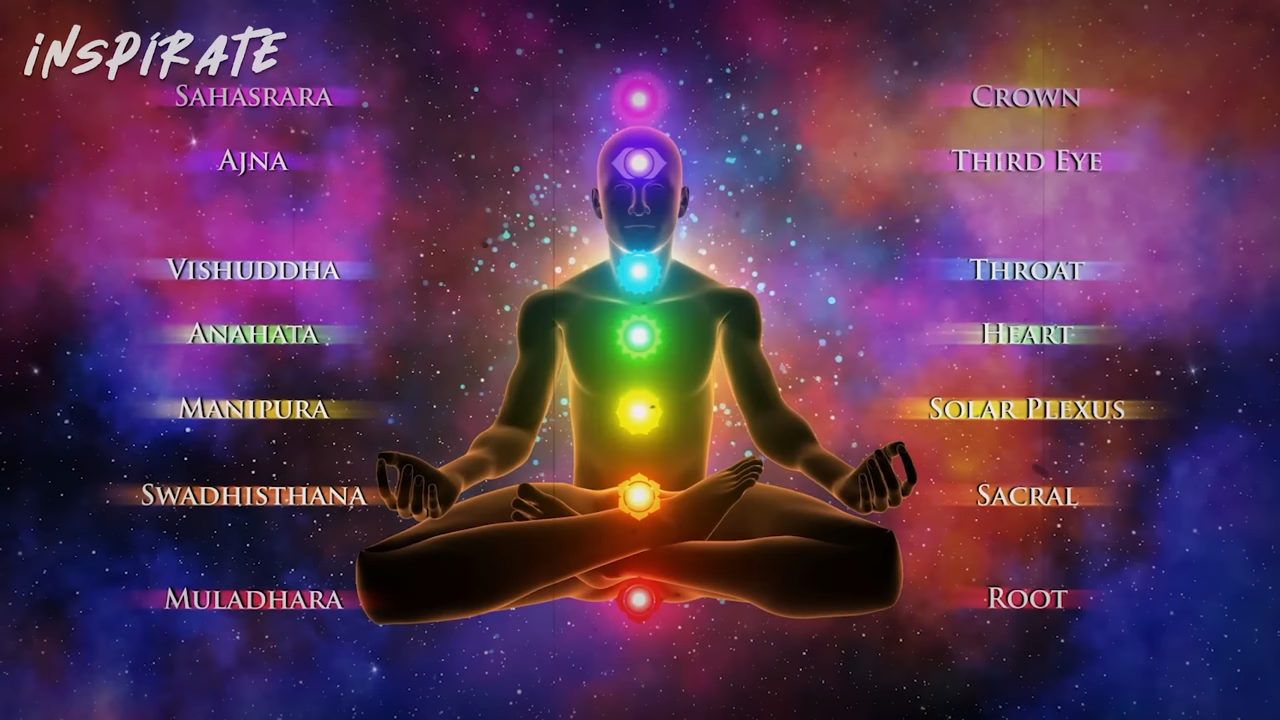 iNSPiRATE
SAHASRARA CROWN
AJNA THIRD EYE
VISHUDDHA THROAT
ANAHATA HEART
MANIPURA SOLAR PLEXUS
SWADHISTHANA SACRAL
MULADHARA ROOT